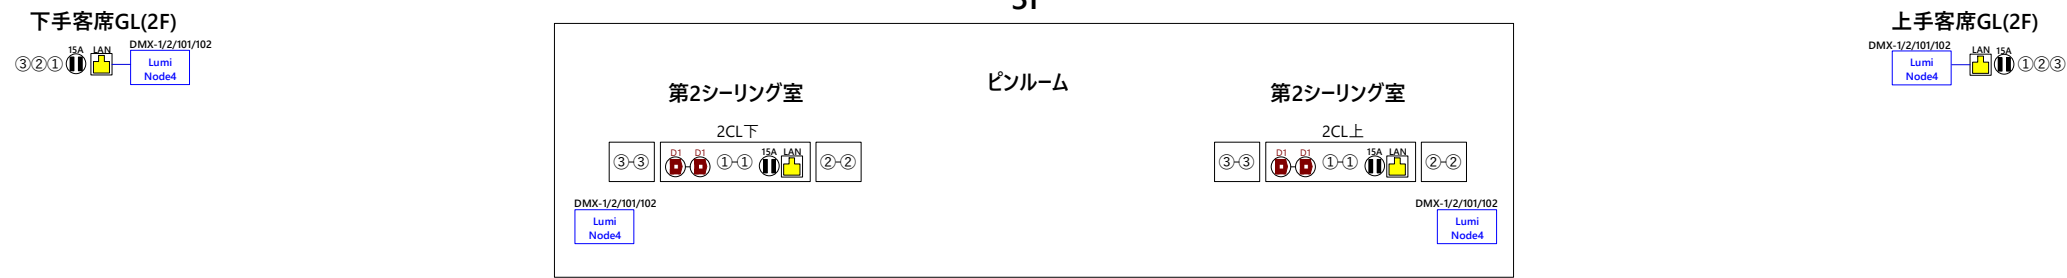 下手客席GL(2F)
15A LAN DMX-1/2/101/102
③②①
Lumi
Node4
第2シーリング室
2CL下
③-③
D1 D1
①-①
15A LAN
②-②
DMX-1/2/101/102
Lumi
Node4
ピンルーム
第2シーリング室
2CL上
③-③
D1 D1
①-①
15A LAN
②-②
DMX-1/2/101/102
Lumi
Node4
上手客席GL(2F)
DMX-1/2/101/102 LAN 15A
Lumi
Node4
①②③